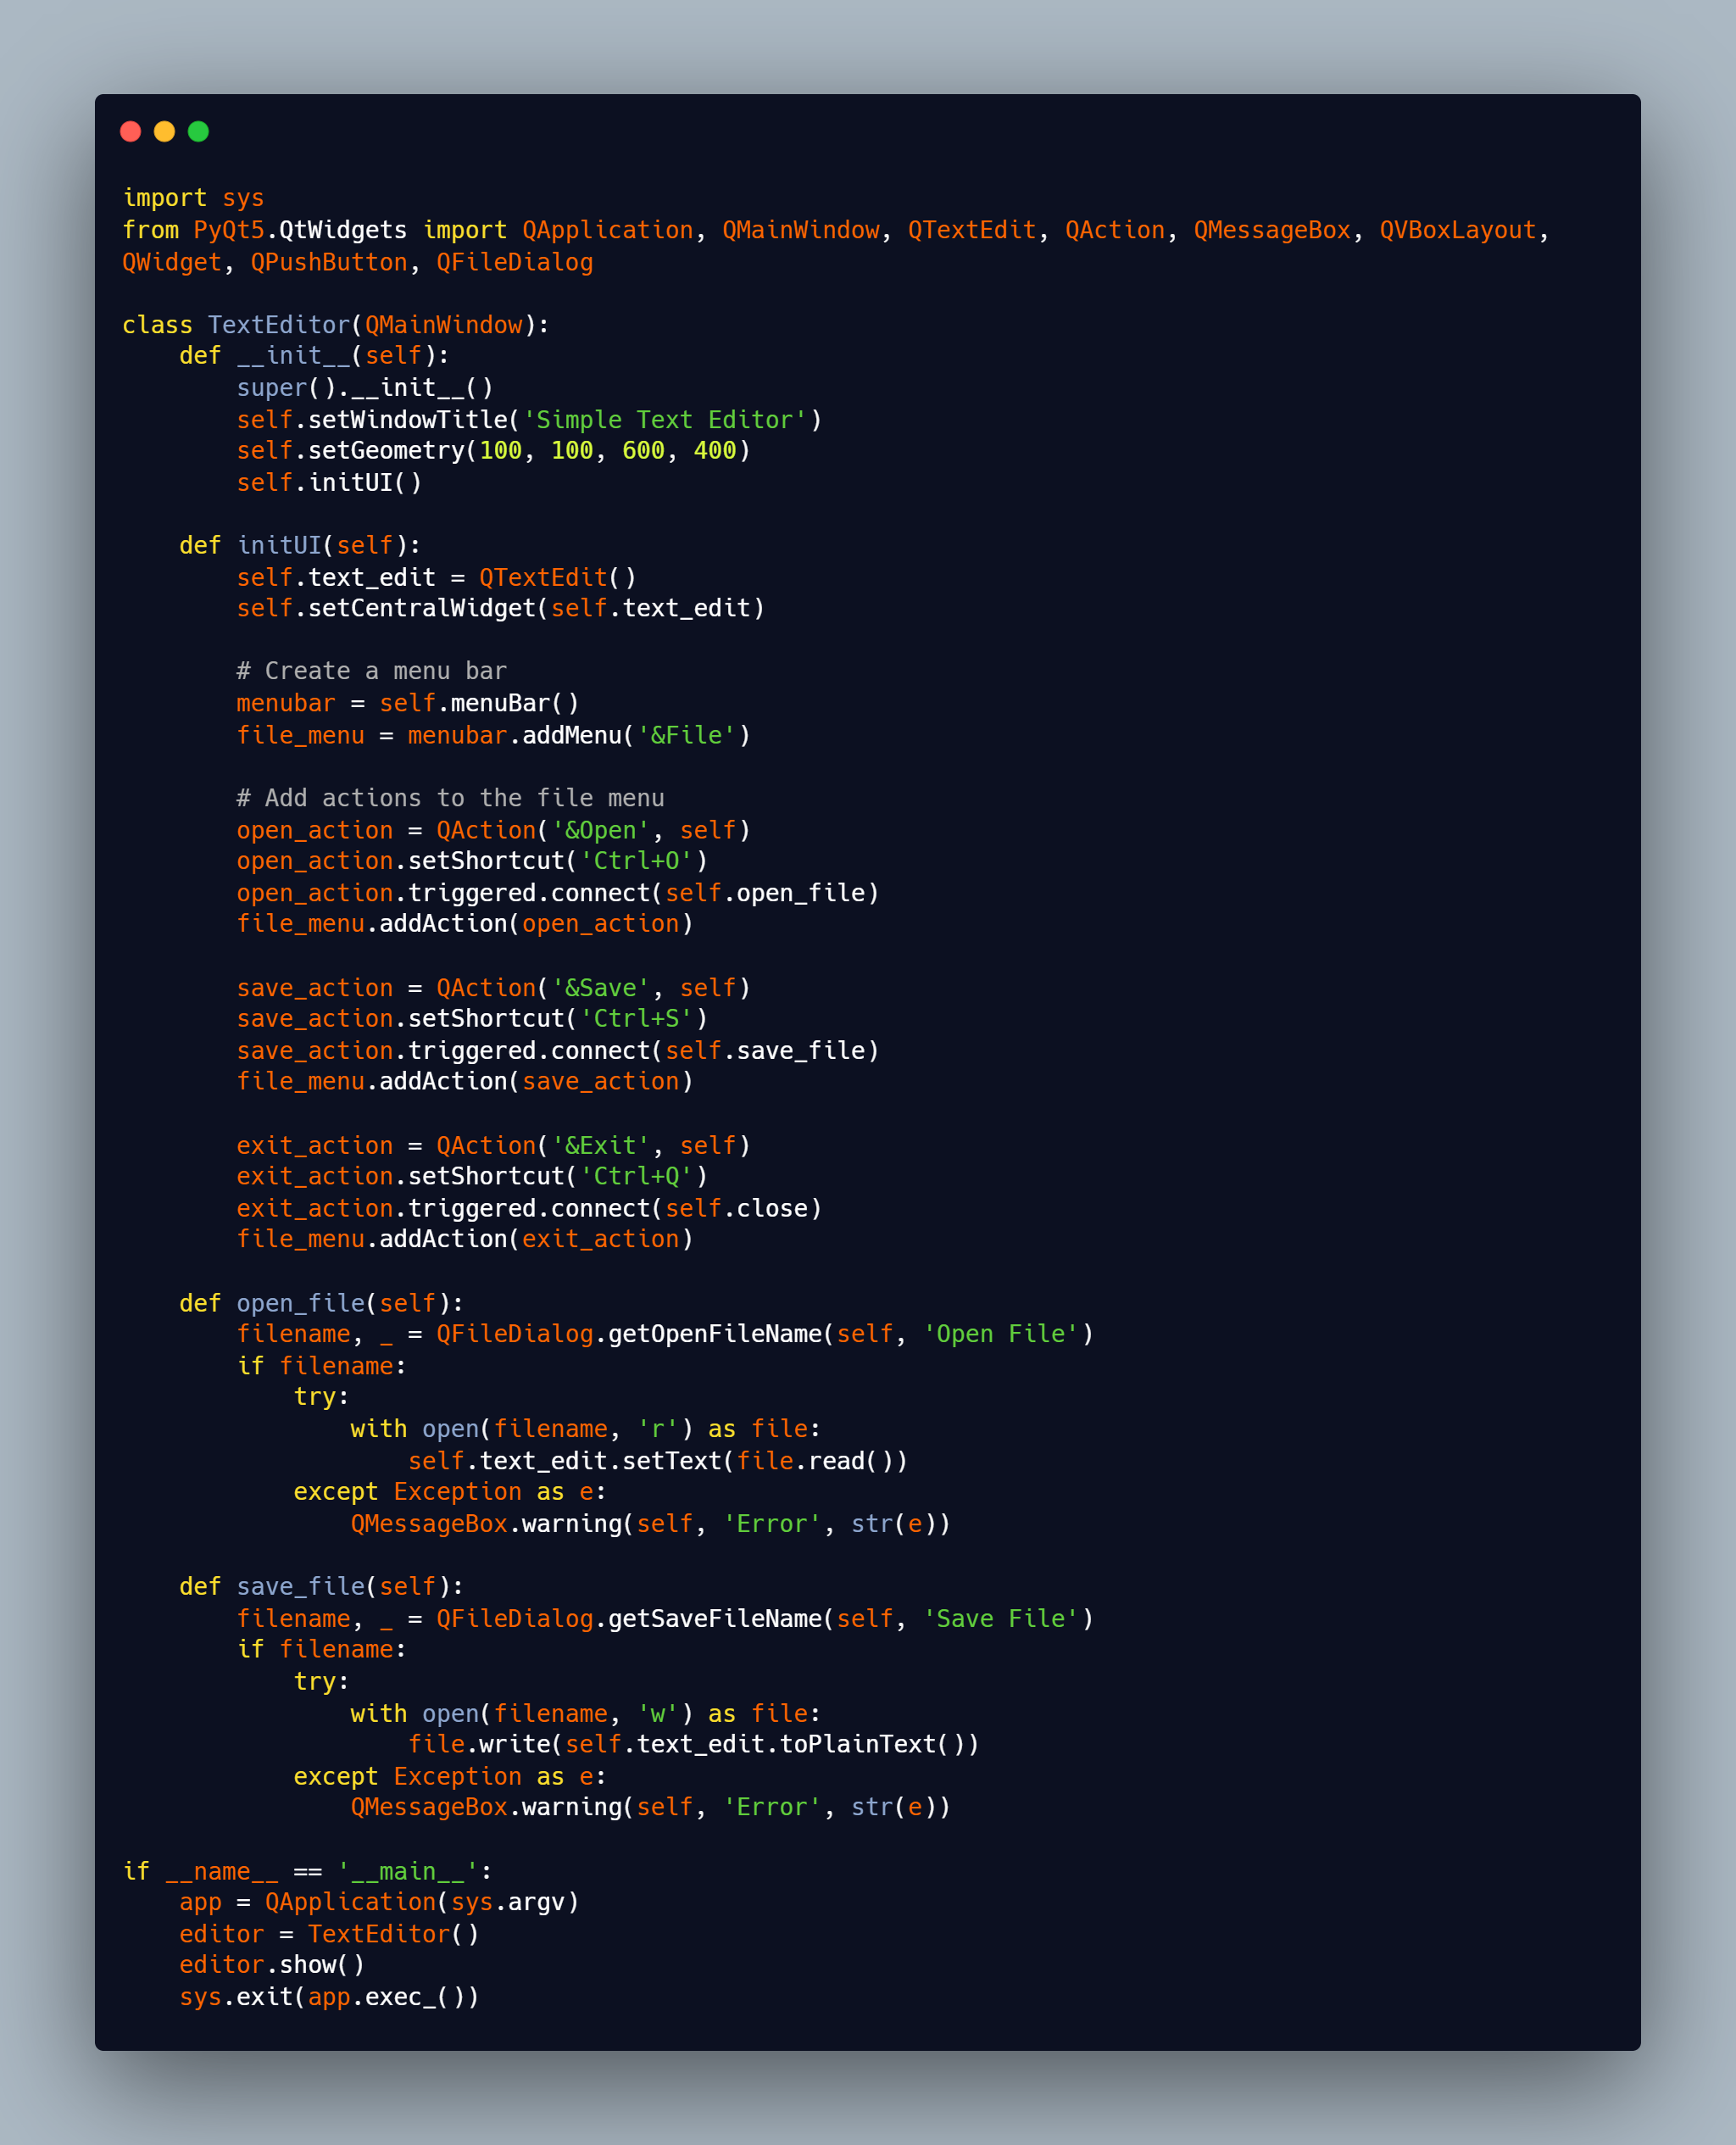 import sys
from PyQt5.QtWidgets import QApplication, QMainWindow, QTextEdit, QAction, QMessageBox, QVBoxLayout,
QWidget, QPushButton, QFileDialog

class TextEditor(QMainWindow):
    def __init__(self):
        super().__init__()
        self.setWindowTitle('Simple Text Editor')
        self.setGeometry(100, 100, 600, 400)
        self.initUI()

    def initUI(self):
        self.text_edit = QTextEdit()
        self.setCentralWidget(self.text_edit)

        # Create a menu bar
        menubar = self.menuBar()
        file_menu = menubar.addMenu('&File')

        # Add actions to the file menu
        open_action = QAction('&Open', self)
        open_action.setShortcut('Ctrl+O')
        open_action.triggered.connect(self.open_file)
        file_menu.addAction(open_action)

        save_action = QAction('&Save', self)
        save_action.setShortcut('Ctrl+S')
        save_action.triggered.connect(self.save_file)
        file_menu.addAction(save_action)

        exit_action = QAction('&Exit', self)
        exit_action.setShortcut('Ctrl+Q')
        exit_action.triggered.connect(self.close)
        file_menu.addAction(exit_action)

    def open_file(self):
        filename, _ = QFileDialog.getOpenFileName(self, 'Open File')
        if filename:
            try:
                with open(filename, 'r') as file:
                    self.text_edit.setText(file.read())
            except Exception as e:
                QMessageBox.warning(self, 'Error', str(e))

    def save_file(self):
        filename, _ = QFileDialog.getSaveFileName(self, 'Save File')
        if filename:
            try:
                with open(filename, 'w') as file:
                    file.write(self.text_edit.toPlainText())
            except Exception as e:
                QMessageBox.warning(self, 'Error', str(e))

if __name__ == '__main__':
    app = QApplication(sys.argv)
    editor = TextEditor()
    editor.show()
    sys.exit(app.exec_())